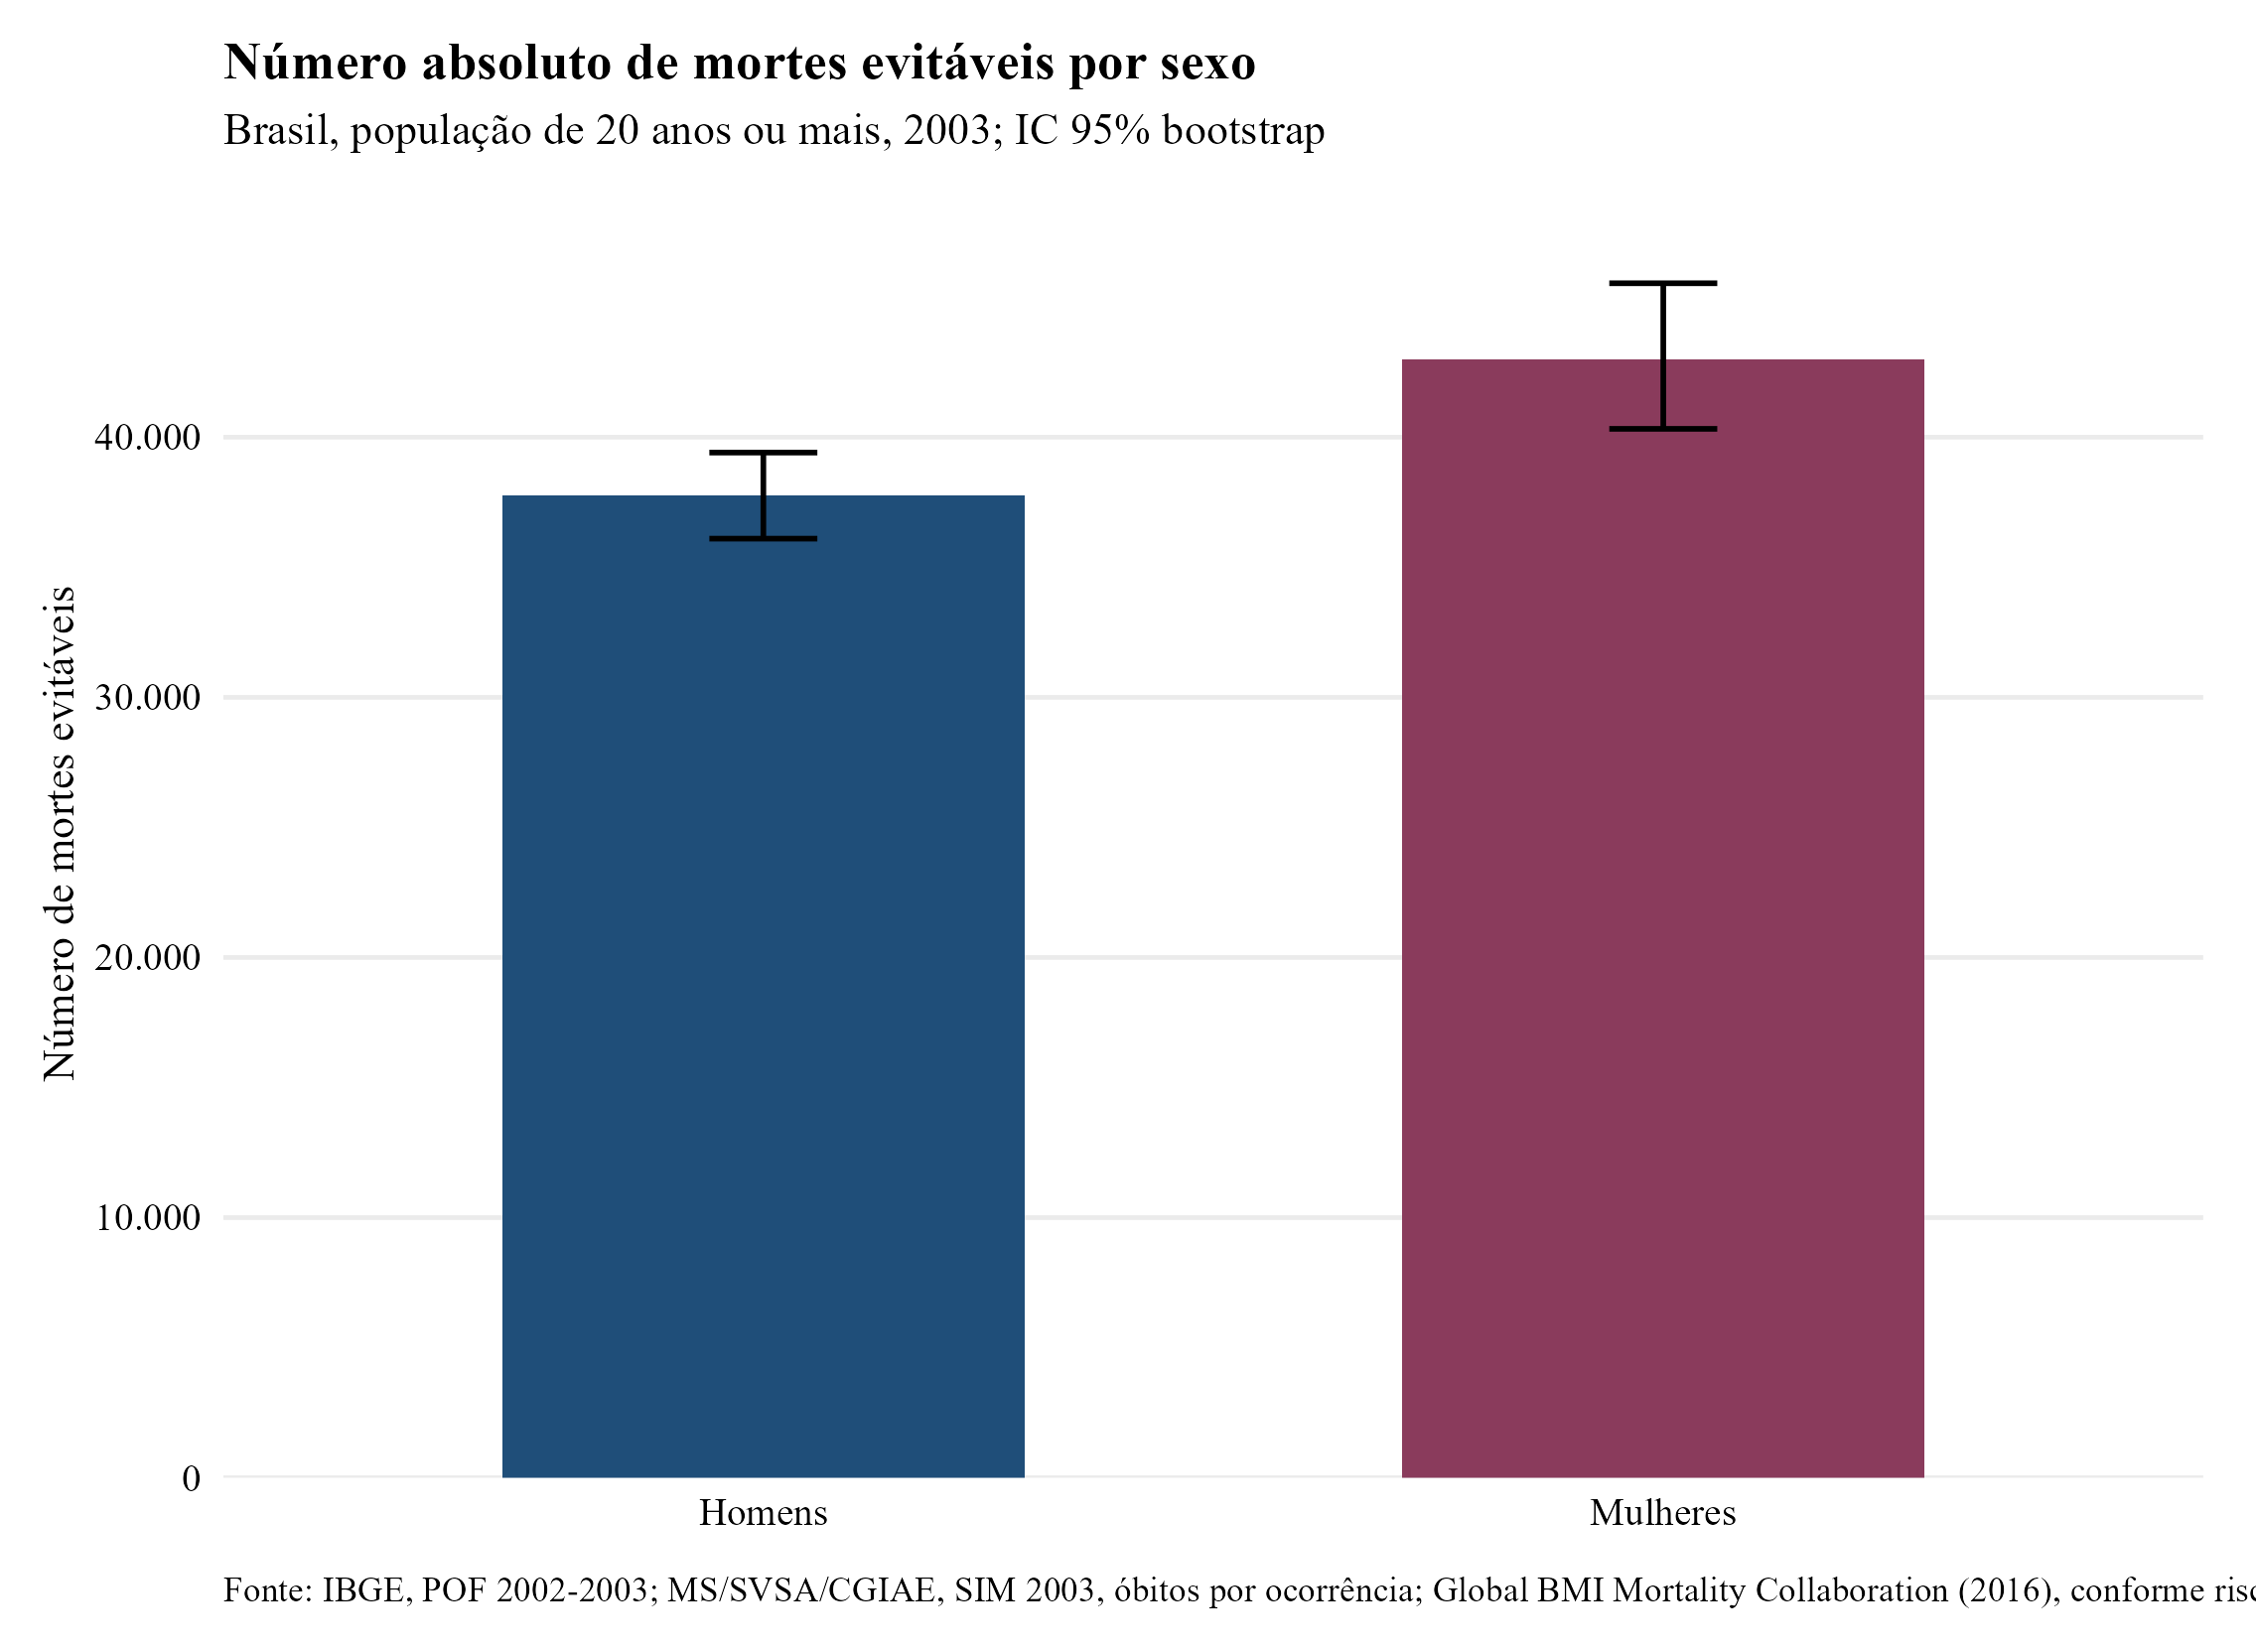 Número absoluto de mortes evitáveis por sexo
Brasil, população de 20 anos ou mais, 2003; IC 95% bootstrap
Número de mortes evitáveis
40.000
30.000
20.000
10.000
0
Homens
Mulheres
Fonte: IBGE, POF 2002-2003; MS/SVSA/CGIAE, SIM 2003, óbitos por ocorrência; Global BMI Mortality Collaboration (2016), conforme